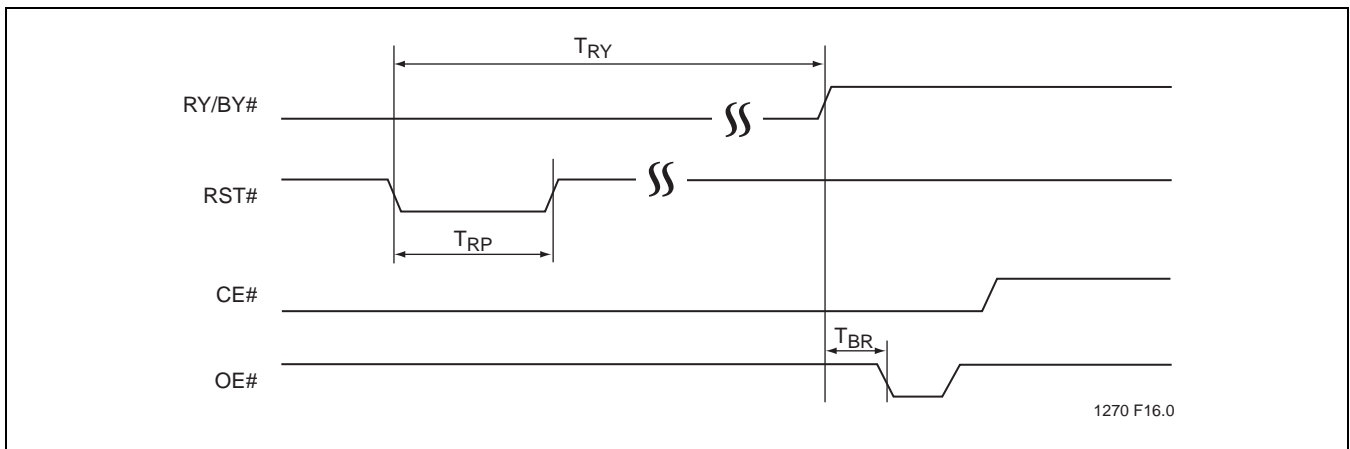 TRY
RY/BY#
RST#
TRP
CE#
TBR
OE#
1270 F16.0